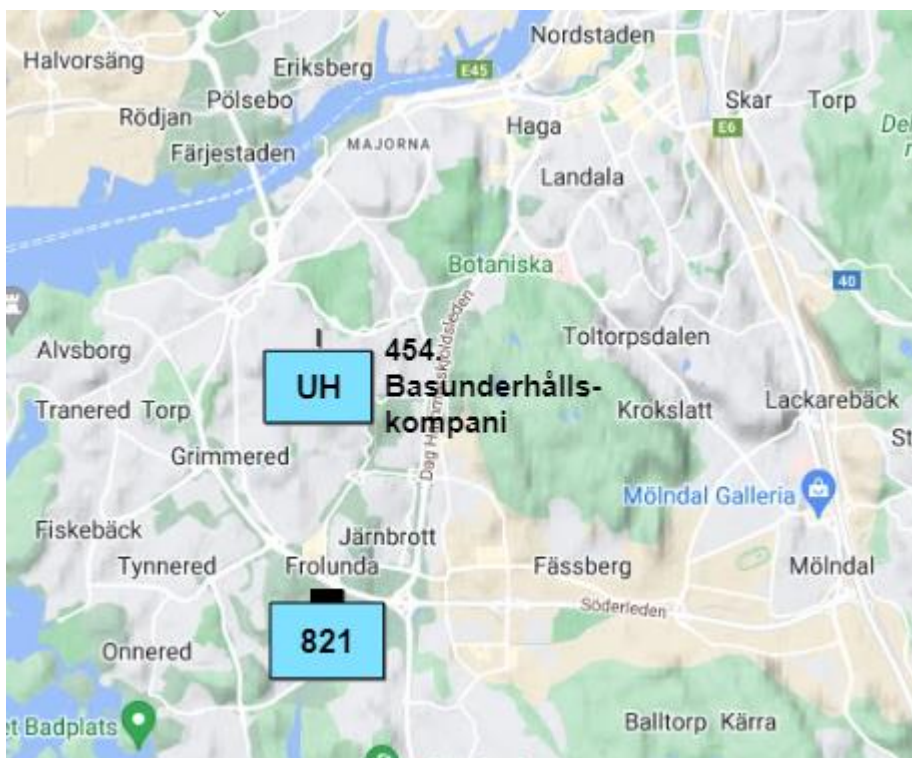 Nordstaden
Halvorsäng
Eriksberg
E45
Pölsebo
Skar Torp
Rödjan
Haga
E6
MAJORNA
Färjestaden
Landala
Botaniska
40
Toltorpsdalen
Alvsborg
454.
UH
Basunderhålls-
kompani
Lackarebäck
Tranered Torp
Krokslatt
Grimmered
Mölndal Galleria
Fiskebäck
Järnbrott
Tynnered
Frolunda
Fässberg
Mölndal
Söderleden
821
Onnered
et Badplats
Balltorp Kärra